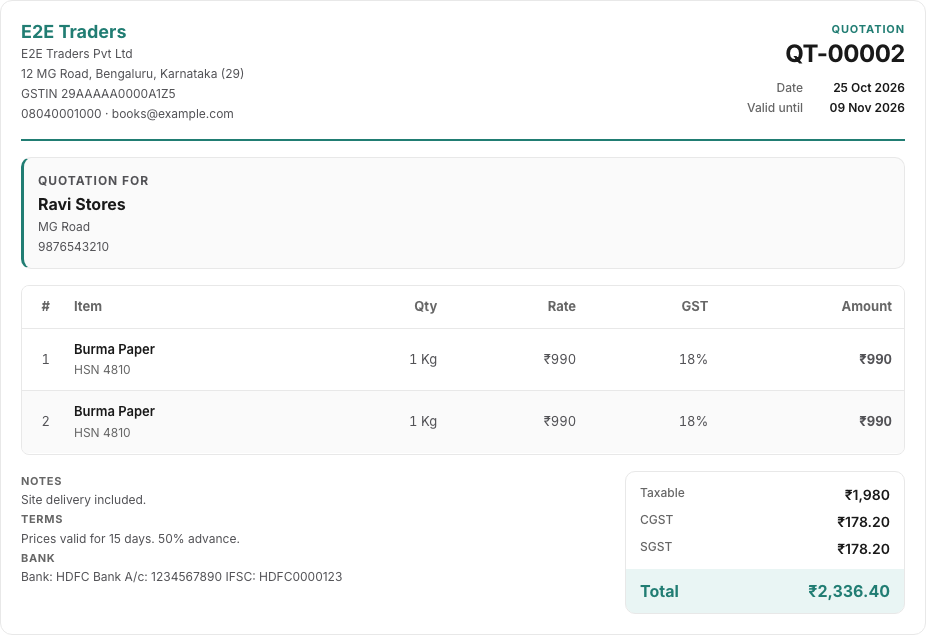 E2E Traders
E2E Traders Pvt Ltd
12 MG Road, Bengaluru, Karnataka (29)
GSTIN 29AAAAA0000A1Z5
08040001000 · books@example.com
QUOTATION
QT-00002
Date 25 Oct 2026
Valid until 09 Nov 2026
QUOTATION FOR
Ravi Stores
MG Road
9876543210
# Item Qty Rate GST Amount
1 Burma Paper 1 Kg ₹990 18% ₹990
HSN 4810
2 Burma Paper 1 Kg ₹990 18% ₹990
HSN 4810
NOTES
Site delivery included.
TERMS
Prices valid for 15 days. 50% advance.
BANK
Bank: HDFC Bank A/c: 1234567890 IFSC: HDFC0000123
Taxable ₹1,980
CGST ₹178.20
SGST ₹178.20
Total ₹2,336.40